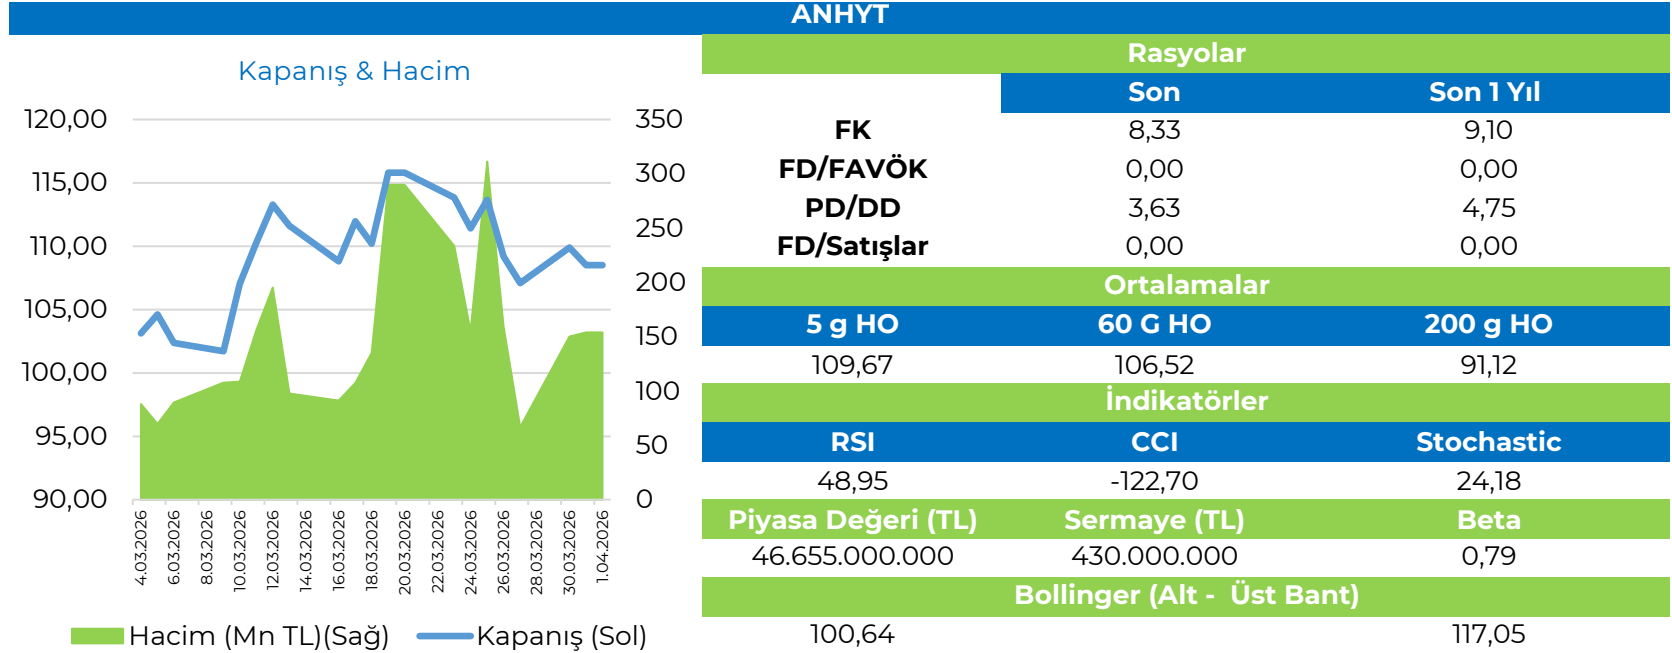 ANHYT
Kapanış & Hacim
120,00
115,00
110,00
105,00
100,00
95,00
90,00
350
300
250
200
150
100
50
0
4.03.2026
6.03.2026
8.03.2026
10.03.2026
12.03.2026
14.03.2026
16.03.2026
18.03.2026
20.03.2026
22.03.2026
24.03.2026
26.03.2026
28.03.2026
30.03.2026
1.04.2026
Hacim (Mn TL)(Sağ) Kapanış (Sol)
Rasyolar
Son Son 1 Yıl
FK 8,33 9,10
FD/FAVÖK 0,00 0,00
PD/DD 3,63 4,75
FD/Satışlar 0,00 0,00
Ortalamalar
5 g HO 60 G HO 200 g HO
109,67 106,52 91,12
İndikatörler
RSI CCI Stochastic
48,95 -122,70 24,18
Piyasa Değeri (TL) Sermaye (TL) Beta
46.655.000.000 430.000.000 0,79
Bollinger (Alt - Üst Bant)
100,64 117,05